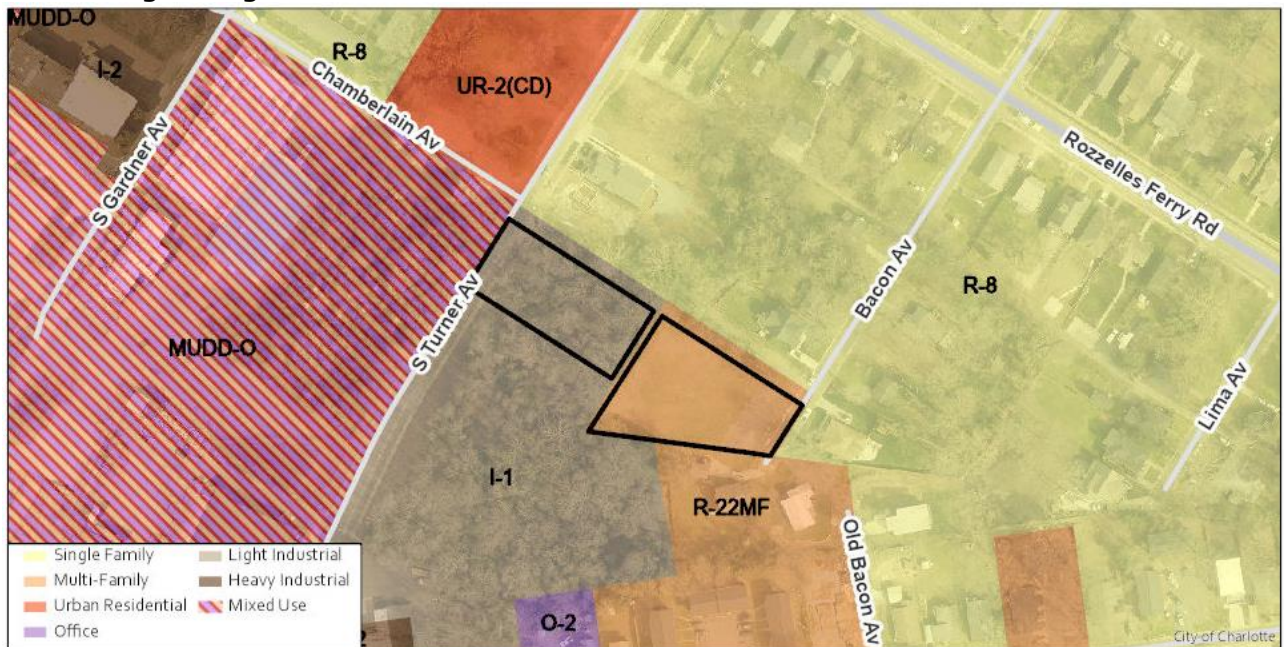 MUDD-O
I-2
R-8
UR-2(CD)
Chamberlain Av
S Gardner Av
Rozzelles Ferry Rd
Bacon Av
R-8
S Turner Av
MUDD-O
Lima Av
I-1
R-22MF
Old Bacon Av
O-2
2
Single Family
Light Industrial
Multi-Family
Heavy Industrial
Urban Residential
Mixed Use
Office
City of Charlotte